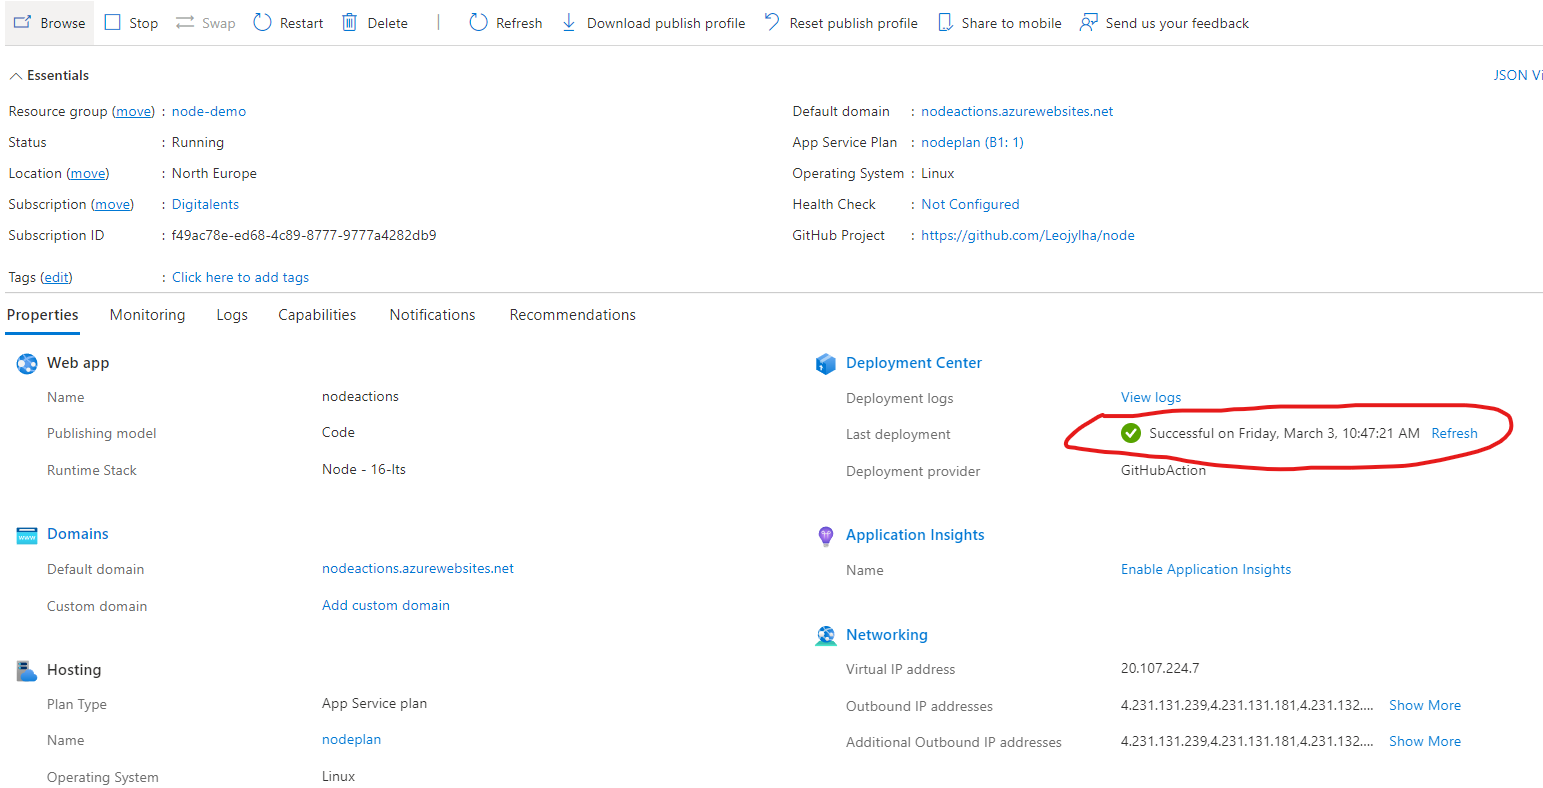 Browse Stop Swap Restart Delete | Refresh Download publish profile Reset publish profile Share to mobile Send us your feedback
Essentials JSON Vi
Resource group (move) : node-demo
Status : Running
Location (move) : North Europe
Subscription (move) : Digitalents
Subscription ID : f49ac78e-ed68-4c89-8777-9777a4282db9
Tags (edit) : Click here to add tags
Default domain : nodeactions.azurewebsites.net
App Service Plan : nodeplan (B1: 1)
Operating System : Linux
Health Check : Not Configured
GitHub Project : https://github.com/Leojylha/node
Properties Monitoring Logs Capabilities Notifications Recommendations
Web app
Name nodeactions
Publishing model Code
Runtime Stack Node - 16-lts
Domains
Default domain nodeactions.azurewebsites.net
Custom domain Add custom domain
Hosting
Plan Type App Service plan
Name nodeplan
Operating System Linux
Deployment Center
Deployment logs View logs
Last deployment Successful on Friday, March 3, 10:47:21 AM Refresh
Deployment provider GitHubAction
Application Insights
Name Enable Application Insights
Networking
Virtual IP address 20.107.224.7
Outbound IP addresses 4.231.131.239,4.231.131.181,4.231.132.... Show More
Additional Outbound IP addresses 4.231.131.239,4.231.131.181,4.231.132.... Show More